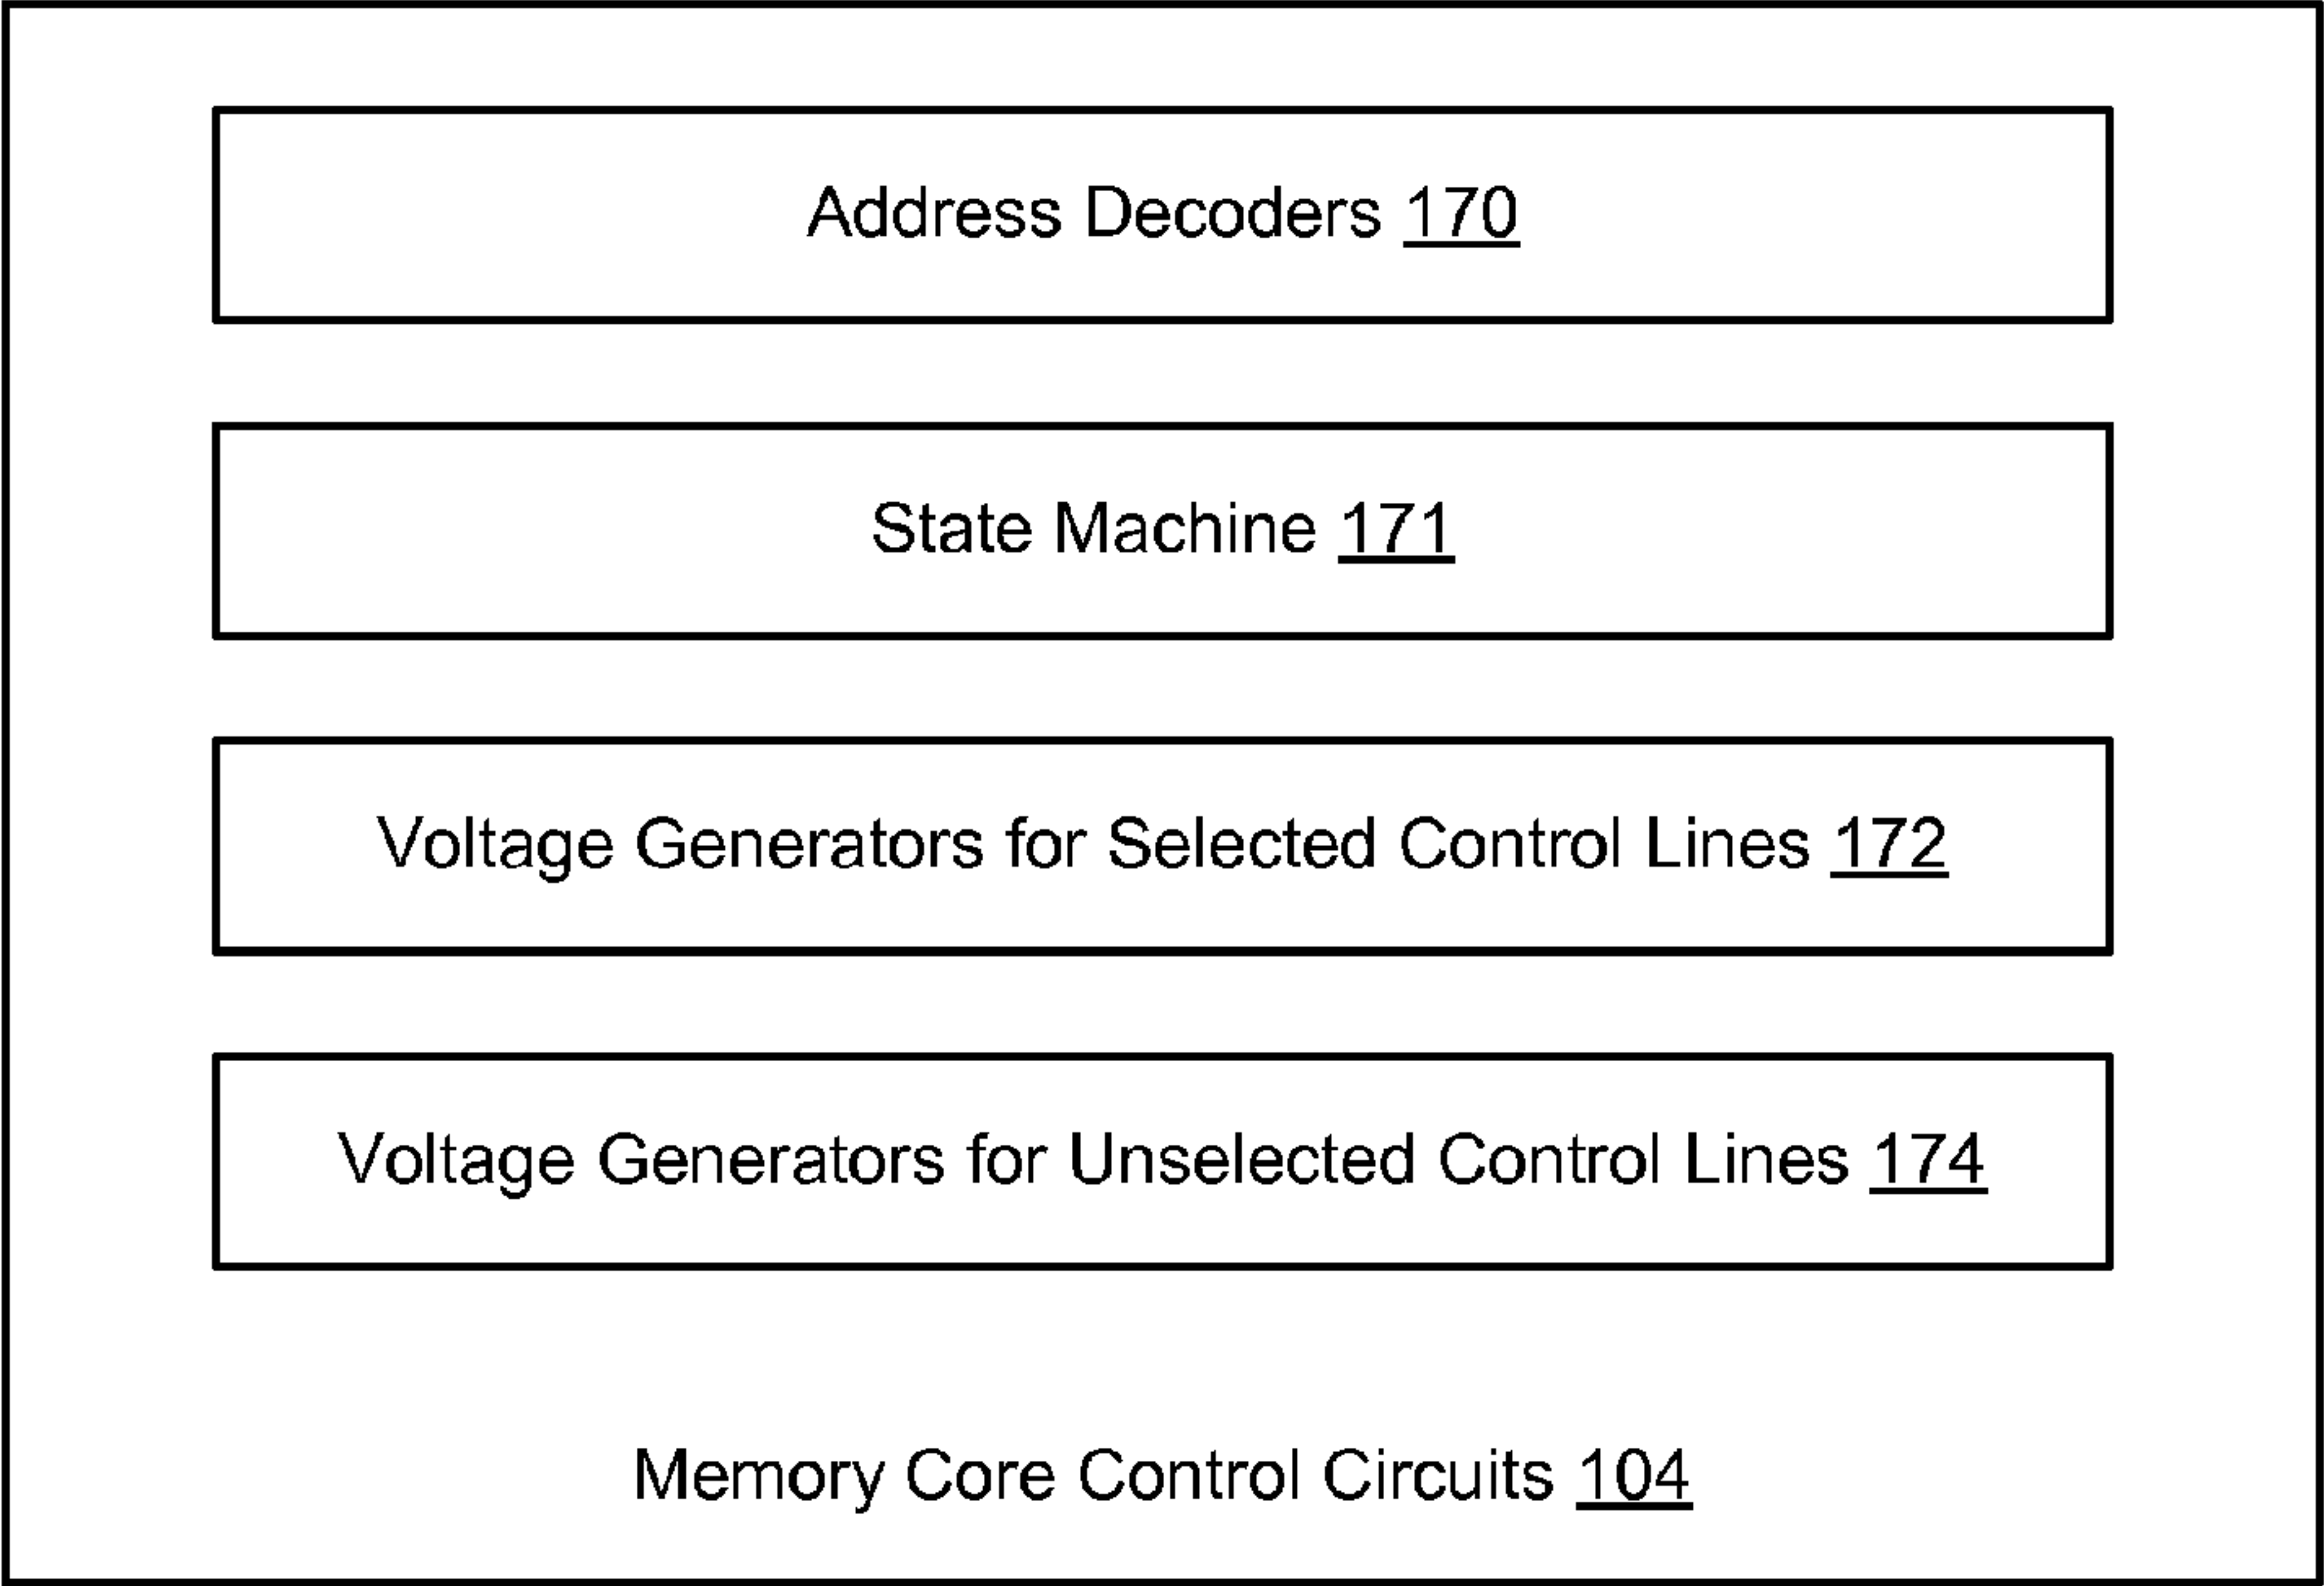 Address Decoders 170
State Machine 171
Voltage Generators for Selected Control Lines 172
Voltage Generators for Unselected Control Lines 174
Memory Core Control Circuits 104